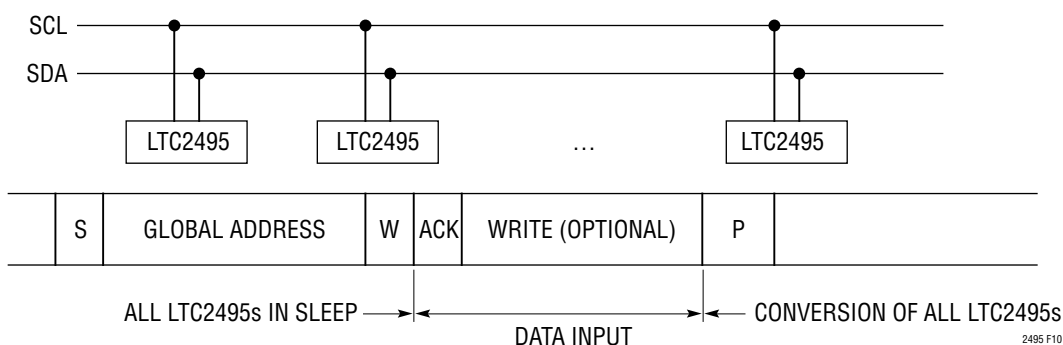 SCL
SDA
LTC2495 LTC2495 ... LTC2495
S GLOBAL ADDRESS W ACK WRITE (OPTIONAL) P
ALL LTC2495s IN SLEEP CONVERSION OF ALL LTC2495s
DATA INPUT
2495 F10